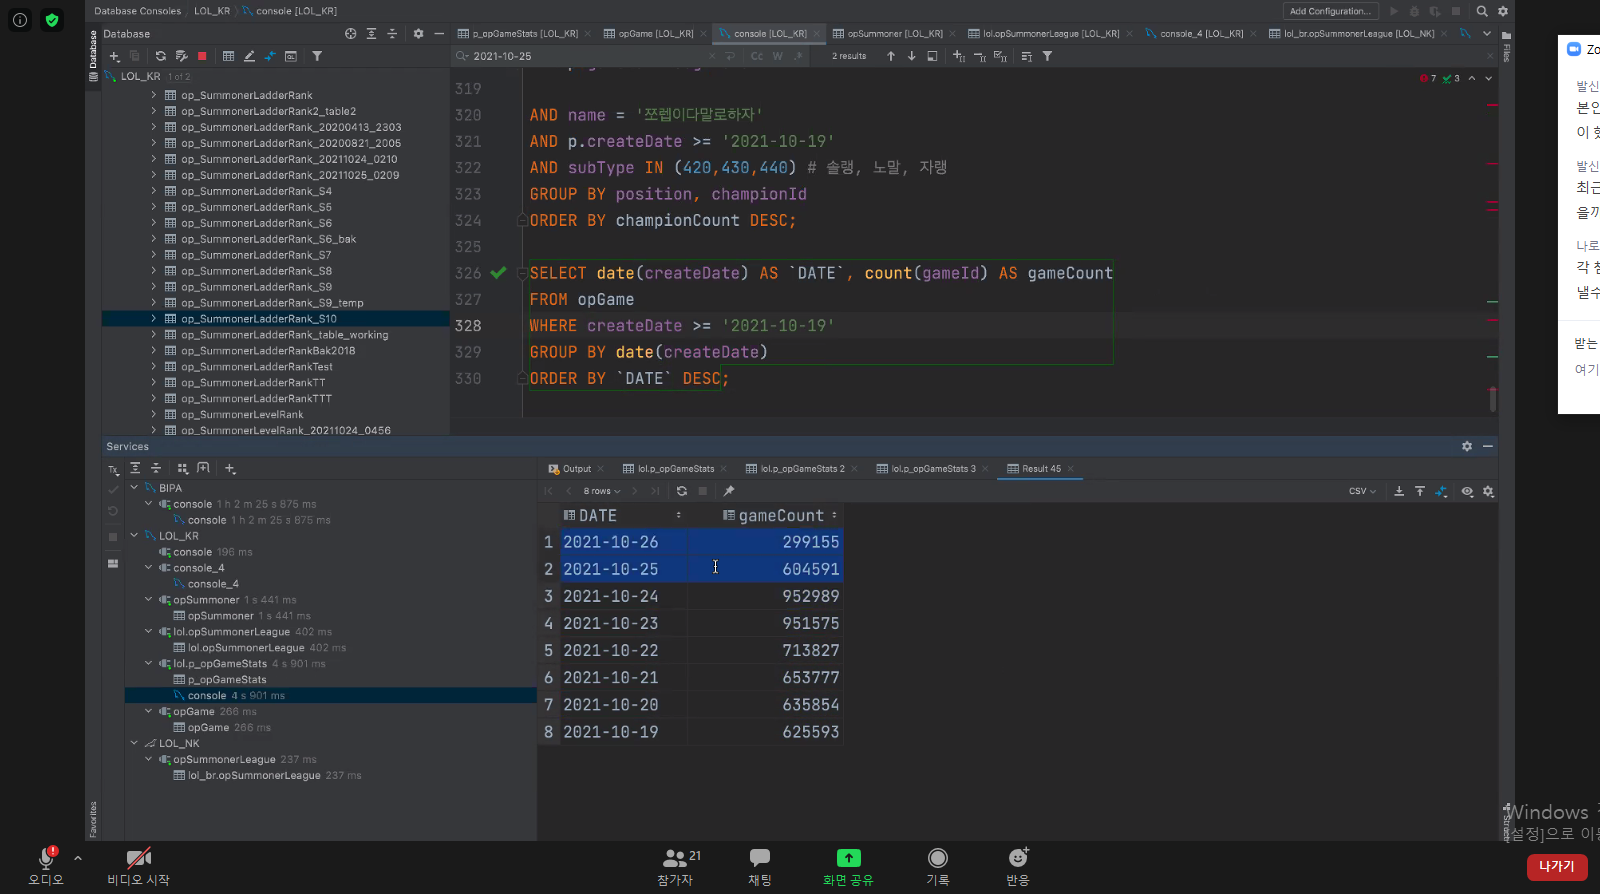 Database Consoles LOL_KR console [LOL_KR]
Add Configuration...
Database
p_opGameStats [LOL_KR]
opGame [LOL_KR]
console [LOL_KR]
opSummoner [LOL_KR]
lol.opSummonerLeague [LOL_KR]
console_4 [LOL_KR]
lol_br.opSummonerLeague [LOL_NK]
2021-10-25
Cc W .*
2 results
Database
Files
LOL_KR 1 of 2
op_SummonerLadderRank
op_SummonerLadderRank2_table2
op_SummonerLadderRank_20200413_2303
op_SummonerLadderRank_20200821_2005
op_SummonerLadderRank_20211024_0210
op_SummonerLadderRank_20211025_0209
op_SummonerLadderRank_S4
op_SummonerLadderRank_S5
op_SummonerLadderRank_S6
op_SummonerLadderRank_S6_bak
op_SummonerLadderRank_S7
op_SummonerLadderRank_S8
op_SummonerLadderRank_S9
op_SummonerLadderRank_S9_temp
op_SummonerLadderRank_S10
op_SummonerLadderRank_table_working
op_SummonerLadderRankBak2018
op_SummonerLadderRankTest
op_SummonerLadderRankTT
op_SummonerLadderRankTTT
op_SummonerLevelRank
op_SummonerLevelRank_20211024_0456
7 3
319
320 AND name = '쪼렙이다말로하자'
321 AND p.createDate >= '2021-10-19'
322 AND subType IN (420,430,440) # 솔랭, 노말, 자랭
323 GROUP BY position, championId
324 ORDER BY championCount DESC;
325
326 SELECT date(createDate) AS `DATE`, count(gameId) AS gameCount
327 FROM opGame
328 WHERE createDate >= '2021-10-19'
329 GROUP BY date(createDate)
330 ORDER BY `DATE` DESC;
Services
Tx
BIPA
console 1 h 2 m 25 s 875 ms
console 1 h 2 m 25 s 875 ms
LOL_KR
console 196 ms
console_4
console_4
opSummoner 1 s 441 ms
opSummoner 1 s 441 ms
lol.opSummonerLeague 402 ms
lol.opSummonerLeague 402 ms
lol.p_opGameStats 4 s 901 ms
p_opGameStats
console 4 s 901 ms
opGame 266 ms
opGame 266 ms
LOL_NK
opSummonerLeague 237 ms
lol_br.opSummonerLeague 237 ms
Favorites
Output
lol.p_opGameStats
lol.p_opGameStats 2
lol.p_opGameStats 3
Result 45
8 rows
CSV
DATE gameCount
1 2021-10-26 299155
2 2021-10-25 604591
3 2021-10-24 952989
4 2021-10-23 951575
5 2021-10-22 713827
6 2021-10-21 653777
7 2021-10-20 635854
8 2021-10-19 625593
Zo
발신
본인
이 했
발신
최근
을까
나로
각 챔
낼수
받는
여기
Windows
[설정]으로 이동
오디오
비디오 시작
21
참가자
채팅
화면 공유
기록
반응
나가기